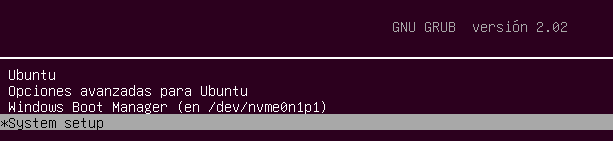 GNU GRUB  versión 2.02
Ubuntu
Opciones avanzadas para Ubuntu
Windows Boot Manager (en /dev/nvme0n1p1)
*System setup